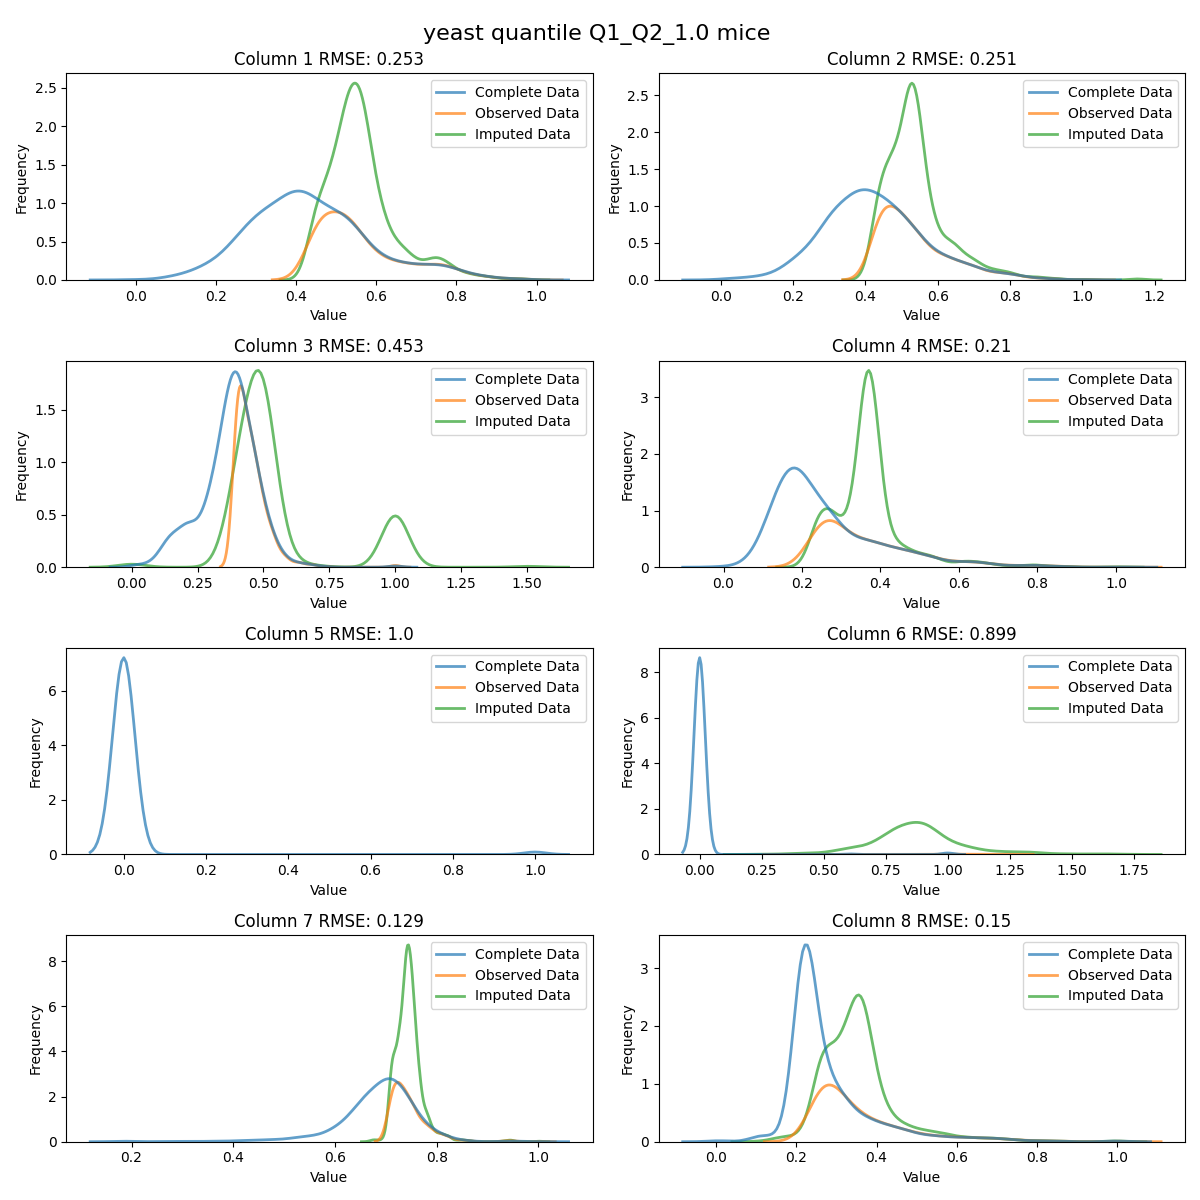 yeast quantile Q1_Q2_1.0 mice
Column 1 RMSE: 0.253
Complete Data
Observed Data
Imputed Data
Frequency
2.5
2.0
1.5
1.0
0.5
0.0
0.0 0.2 0.4 0.6 0.8 1.0
Value
Column 2 RMSE: 0.251
Complete Data
Observed Data
Imputed Data
Frequency
2.5
2.0
1.5
1.0
0.5
0.0
0.0 0.2 0.4 0.6 0.8 1.0 1.2
Value
Column 3 RMSE: 0.453
Complete Data
Observed Data
Imputed Data
Frequency
1.5
1.0
0.5
0.0
0.00 0.25 0.50 0.75 1.00 1.25 1.50
Value
Column 4 RMSE: 0.21
Complete Data
Observed Data
Imputed Data
Frequency
3
2
1
0
0.0 0.2 0.4 0.6 0.8 1.0
Value
Column 5 RMSE: 1.0
Complete Data
Observed Data
Imputed Data
Frequency
6
4
2
0
0.0 0.2 0.4 0.6 0.8 1.0
Value
Column 6 RMSE: 0.899
Complete Data
Observed Data
Imputed Data
Frequency
8
6
4
2
0
0.00 0.25 0.50 0.75 1.00 1.25 1.50 1.75
Value
Column 7 RMSE: 0.129
Complete Data
Observed Data
Imputed Data
Frequency
8
6
4
2
0
0.2 0.4 0.6 0.8 1.0
Value
Column 8 RMSE: 0.15
Complete Data
Observed Data
Imputed Data
Frequency
3
2
1
0
0.0 0.2 0.4 0.6 0.8 1.0
Value